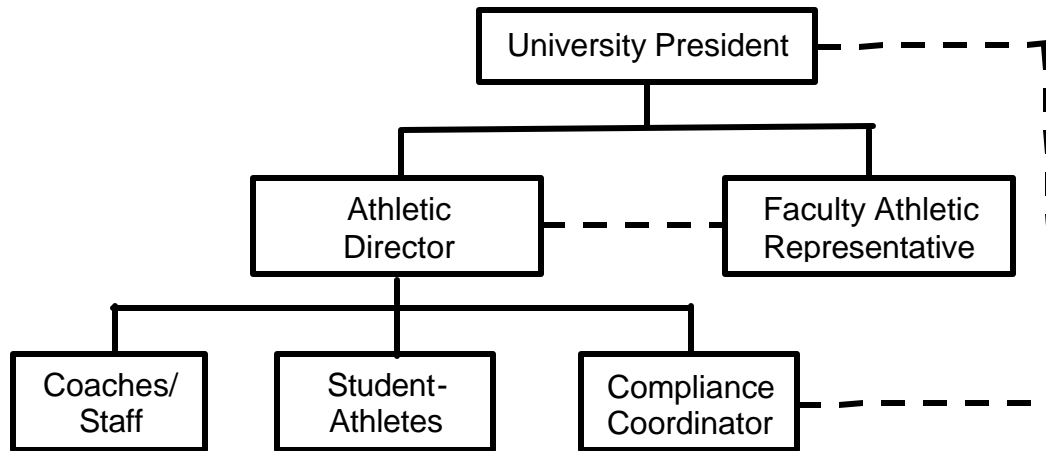 University President
Athletic
Director
Faculty Athletic
Representative
Coaches/
Staff
Student-
Athletes
Compliance
Coordinator